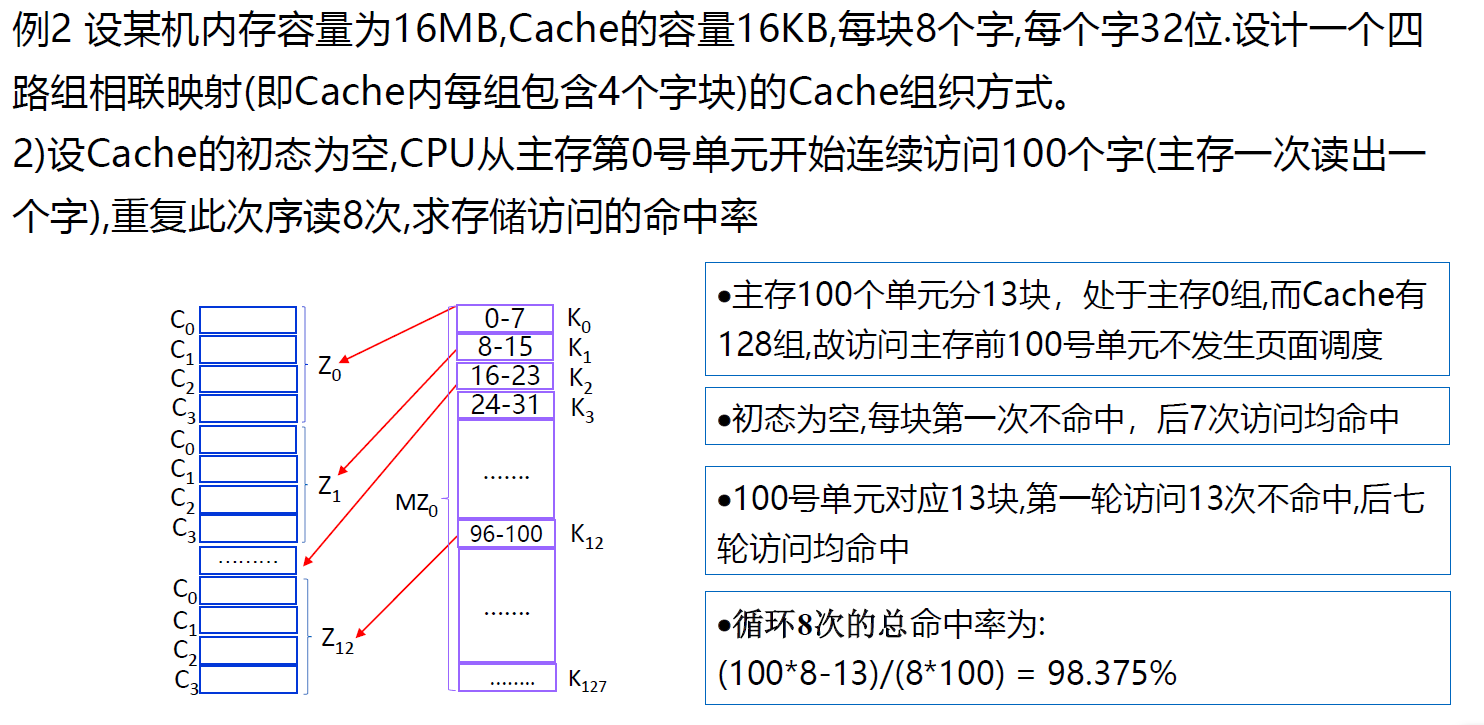 例2 设某机内存容量为16MB,Cache的容量16KB,每块8个字,每个字32位.设计一个四
路组相联映射(即Cache内每组包含4个字块)的Cache组织方式。
2)设Cache的初态为空,CPU从主存第0号单元开始连续访问100个字(主存一次读出一
个字),重复此次序读8次,求存储访问的命中率
C0
C1
C2
C3
Z0
C0
C1
C2
C3
Z1
………
C0
C1
C2
C3
Z12
MZ0
0-7 K0
8-15 K1
16-23 K2
24-31 K3
…….
96-100 K12
…….
…….. K127
•主存100个单元分13块，处于主存0组,而Cache有
128组,故访问主存前100号单元不发生页面调度
•初态为空,每块第一次不命中，后7次访问均命中
•100号单元对应13块,第一轮访问13次不命中,后七
轮访问均命中
•循环8次的总命中率为:
(100*8-13)/(8*100) = 98.375%